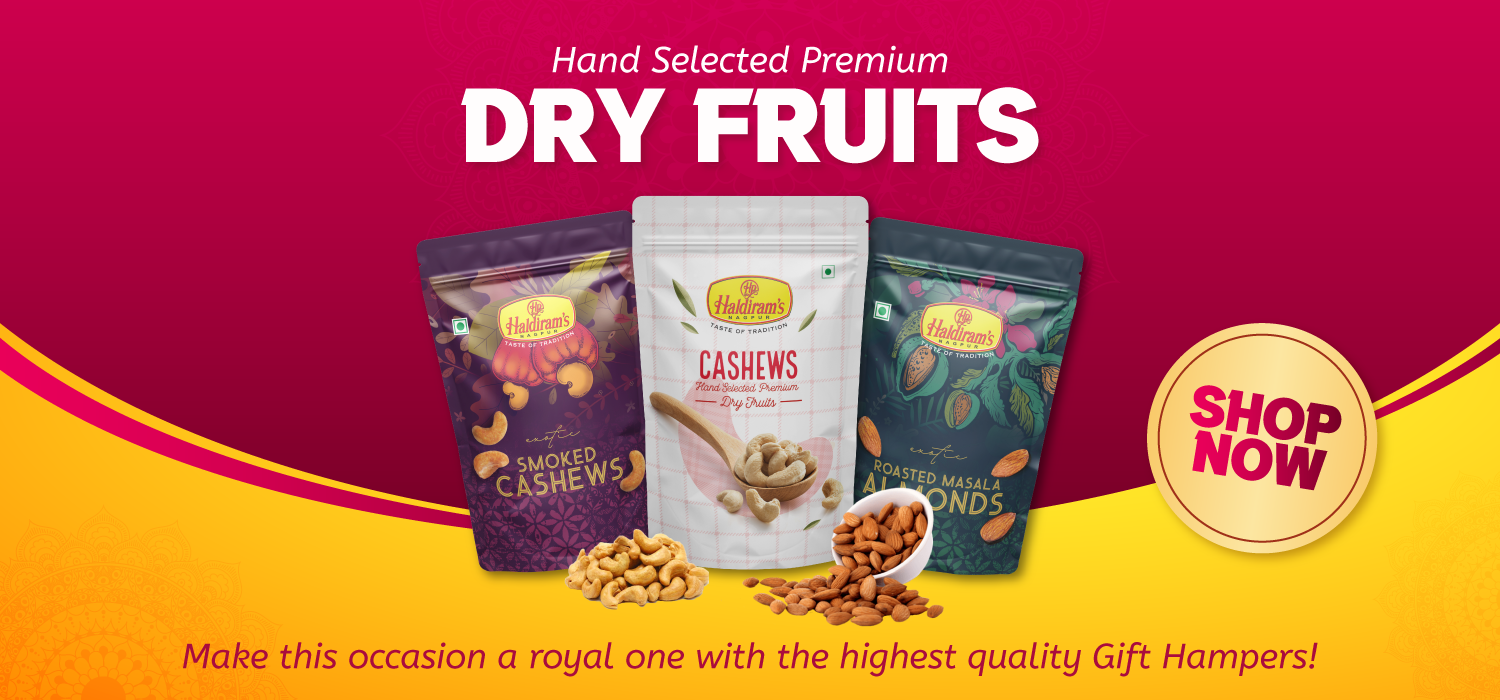 Hand Selected Premium
DRY FRUITS
Haldiram's
NAGPUR
TASTE OF TRADITION
exotic
SMOKED
CASHEWS
Haldiram's
NAGPUR
TASTE OF TRADITION
CASHEWS
Hand Selected Premium
Dry Fruits
Haldiram's
NAGPUR
TASTE OF TRADITION
exotic
ROASTED MASALA
ALMONDS
SHOP
NOW
Make this occasion a royal one with the highest quality Gift Hampers!